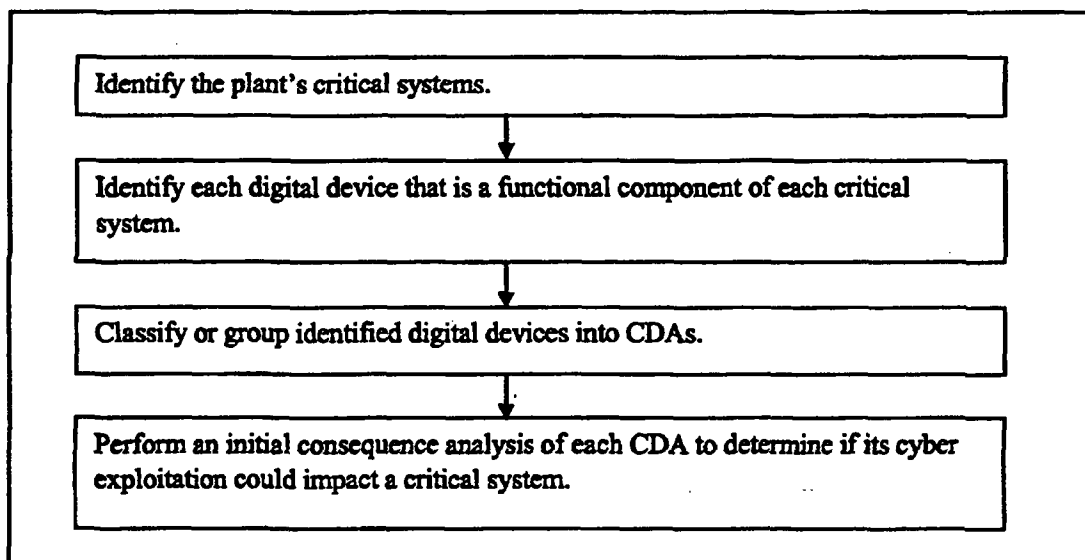 Identify the plant's critical systems.
Identify each digital device that is a functional component of each critical
system.
Classify or group identified digital devices into CDAs.
Perform an initial consequence analysis of each CDA to determine if its cyber
exploitation could impact a critical system.